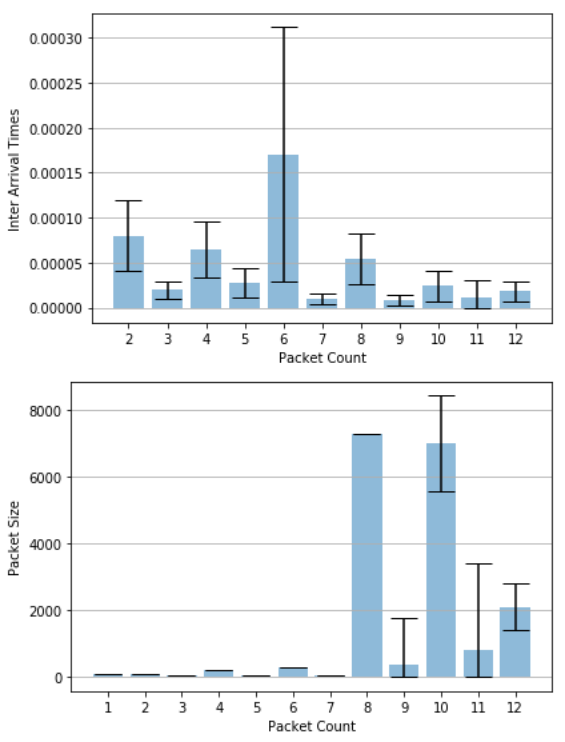 0.00030
0.00025
0.00020
0.00015
0.00010
0.00005
0.00000
Inter Arrival Times
2 3 4 5 6 7 8 9 10 11 12
Packet Count
8000
6000
4000
2000
0
Packet Size
1 2 3 4 5 6 7 8 9 10 11 12
Packet Count